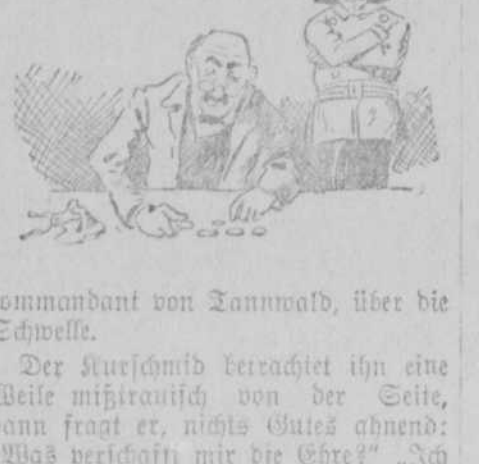 ommandant von Tannwald, über die
Schwelle.
Der Kurschmid betrachtet ihn eine
Weile mißtrauisch von der Seite,
dann fragt er, nichts Gutes ahnend:
„Was verschafft mir die Ehre?" „Ich